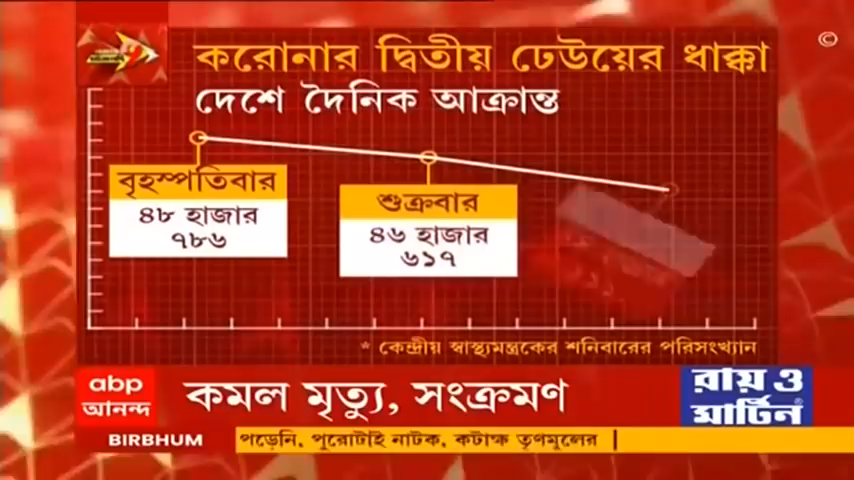 করোনার দ্বিতীয় ঢেউয়ের ধাক্কা
©
দেশে দৈনিক আক্রান্ত
বৃহস্পতিবার
৪৮ হাজার
৭৮৬
শুক্রবার
৪৬ হাজার
৬১৭
* কেন্দ্রীয় স্বাস্থ্যমন্ত্রকের শনিবারের পরিসংখ্যান
abp
আনন্দ
কমল মৃত্যু, সংক্রমণ
রায় ও
মার্টিন
BIRBHUM
পড়েনি, পুরোটাই নাটক, কটাক্ষ তৃণমূলের